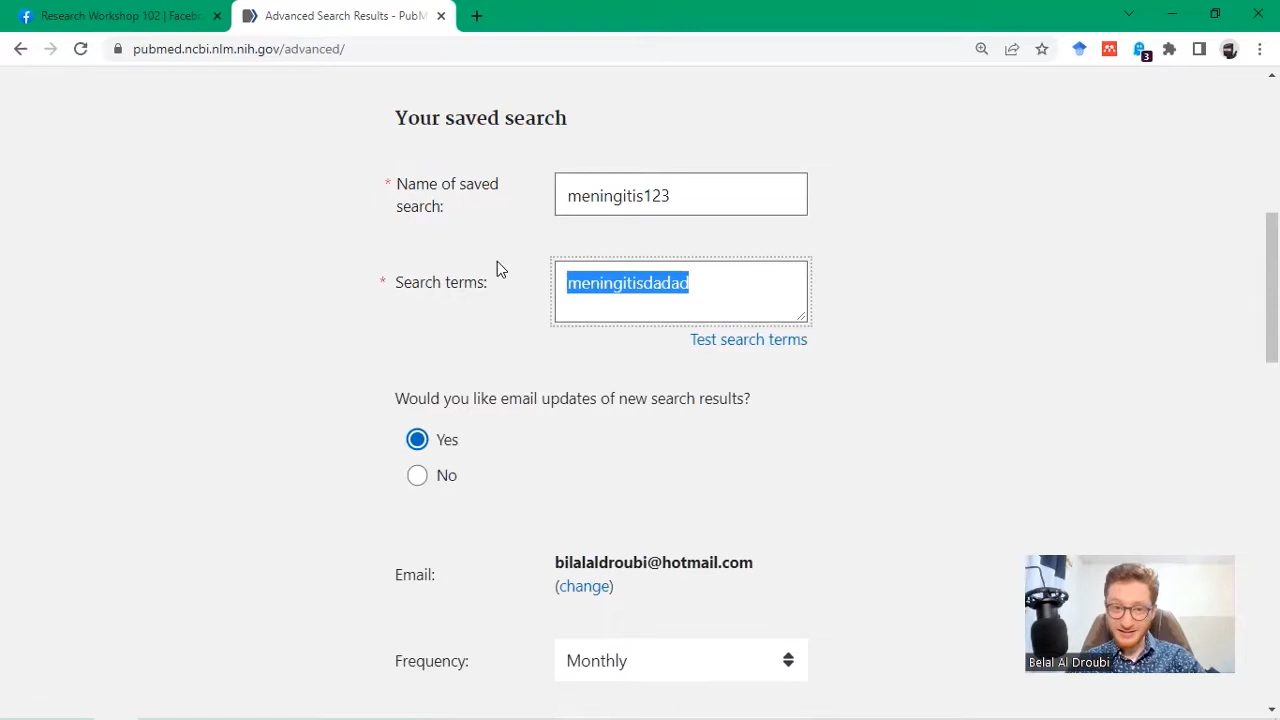 Research Workshop 102 | Faceb
Advanced Search Results - PubM
pubmed.ncbi.nlm.nih.gov/advanced/
3
Your saved search
* Name of saved
search:
meningitis123
* Search terms:
meningitisdadad
Test search terms
Would you like email updates of new search results?
Yes
No
Email:
bilalaldroubi@hotmail.com
(change)
Frequency:
Monthly
Belal Al Droubi